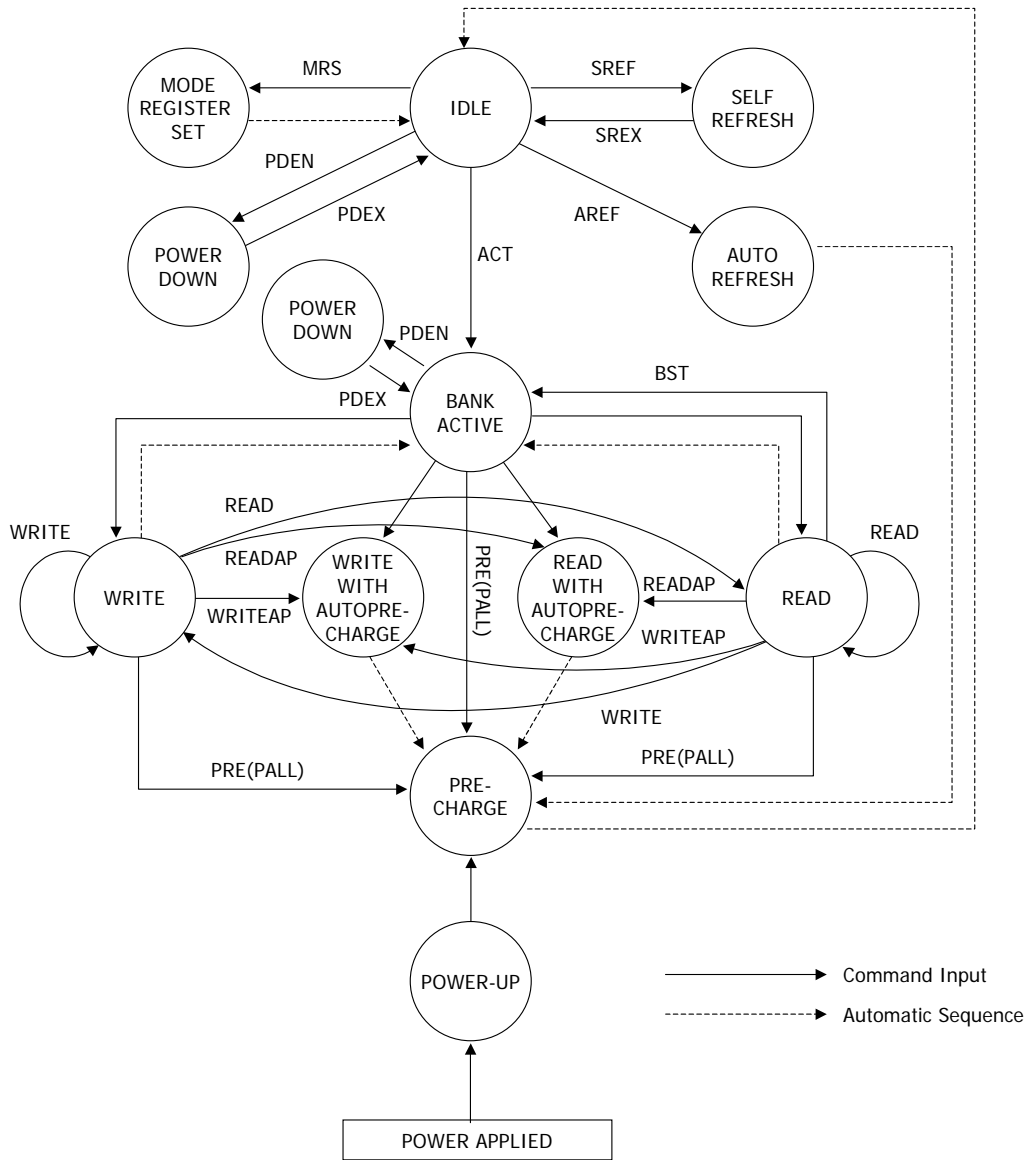 MRS
SREF
MODE
REGISTER
SET
IDLE
SELF
REFRESH
SREX
PDEN
PDEX
AREF
POWER
DOWN
ACT
AUTO
REFRESH
POWER
DOWN
PDEN
PDEX
BST
BANK
ACTIVE
WRITE
READ
READAP
READ
WRITE
WRITEAP
WRITE
WITH
AUTOPRE-
CHARGE
PRE(PALL)
READ
WITH
AUTOPRE-
CHARGE
READAP
WRITEAP
READ
WRITE
PRE(PALL)
PRE(PALL)
PRE-
CHARGE
POWER-UP
Command Input
Automatic Sequence
POWER APPLIED